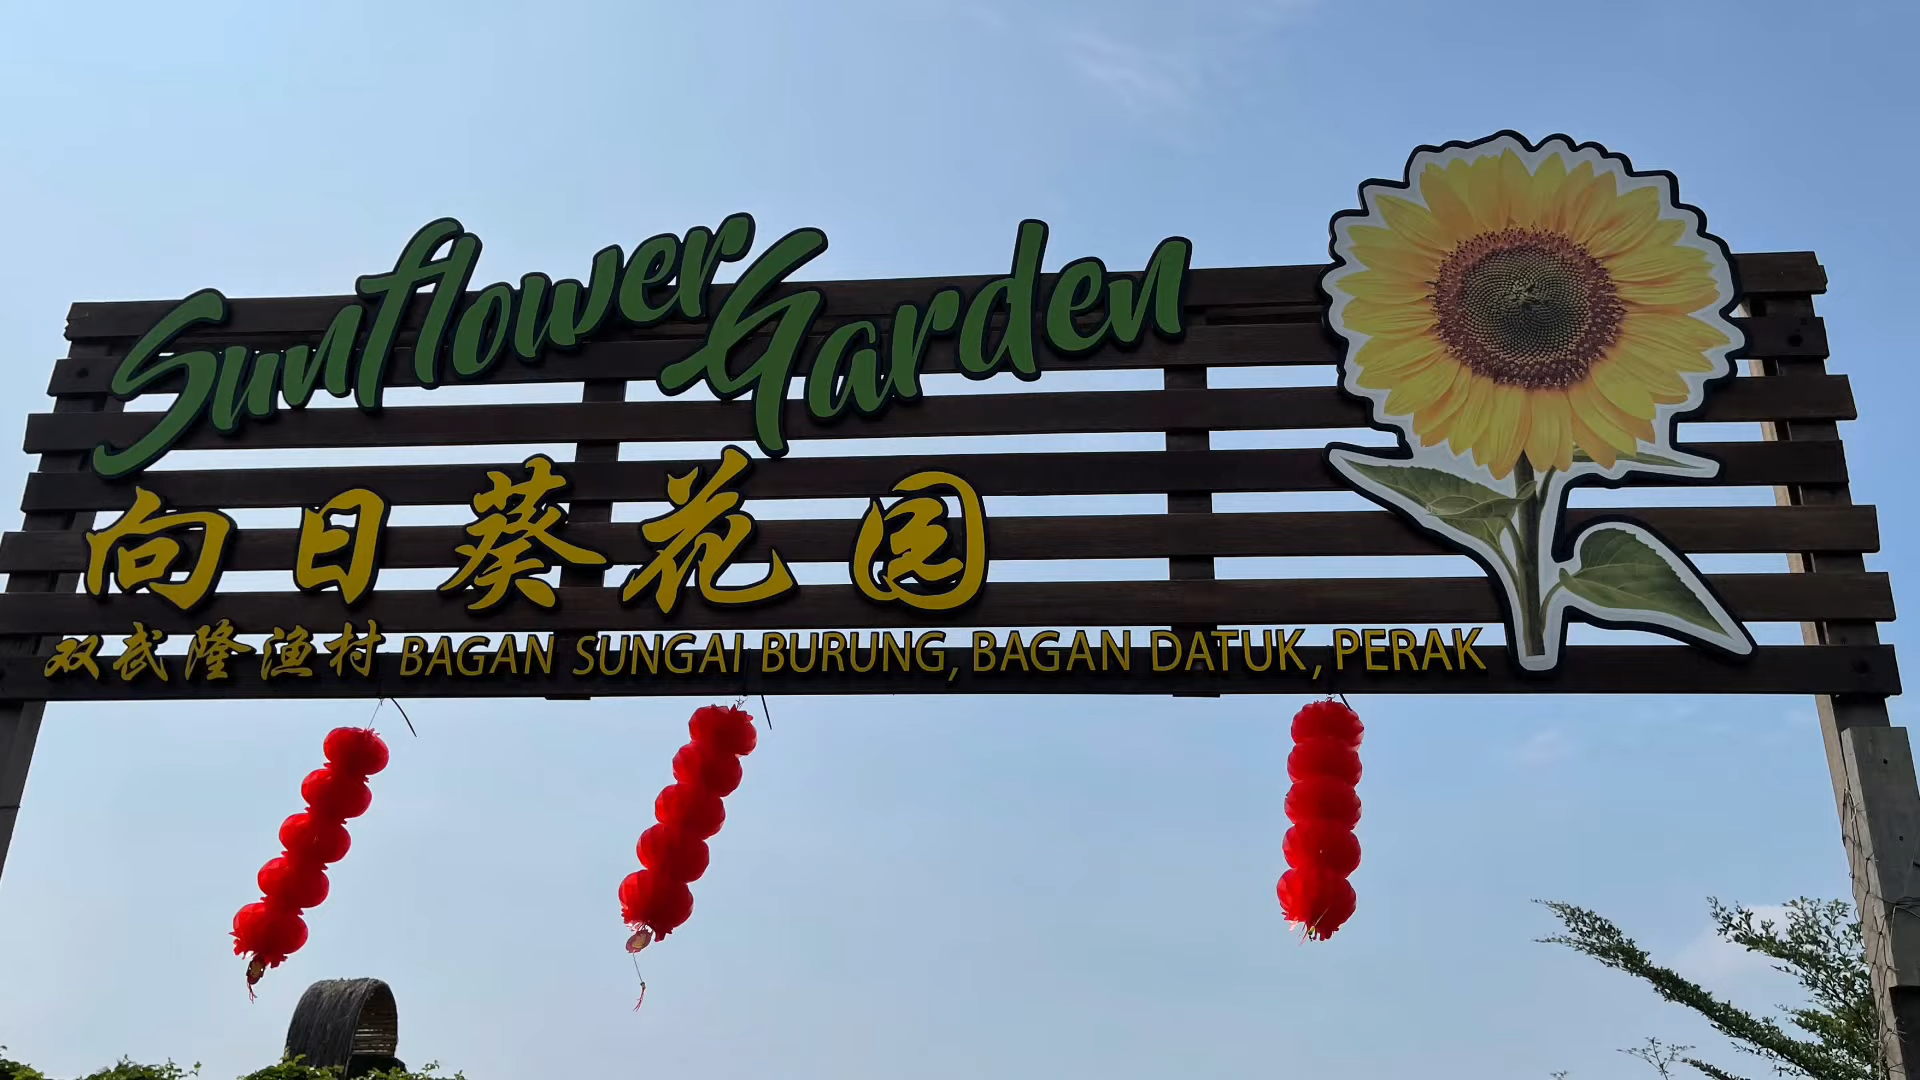 Sunflower Garden
向日葵花园
双武隆渔村 BAGAN SUNGAI BURUNG, BAGAN DATUK, PERAK